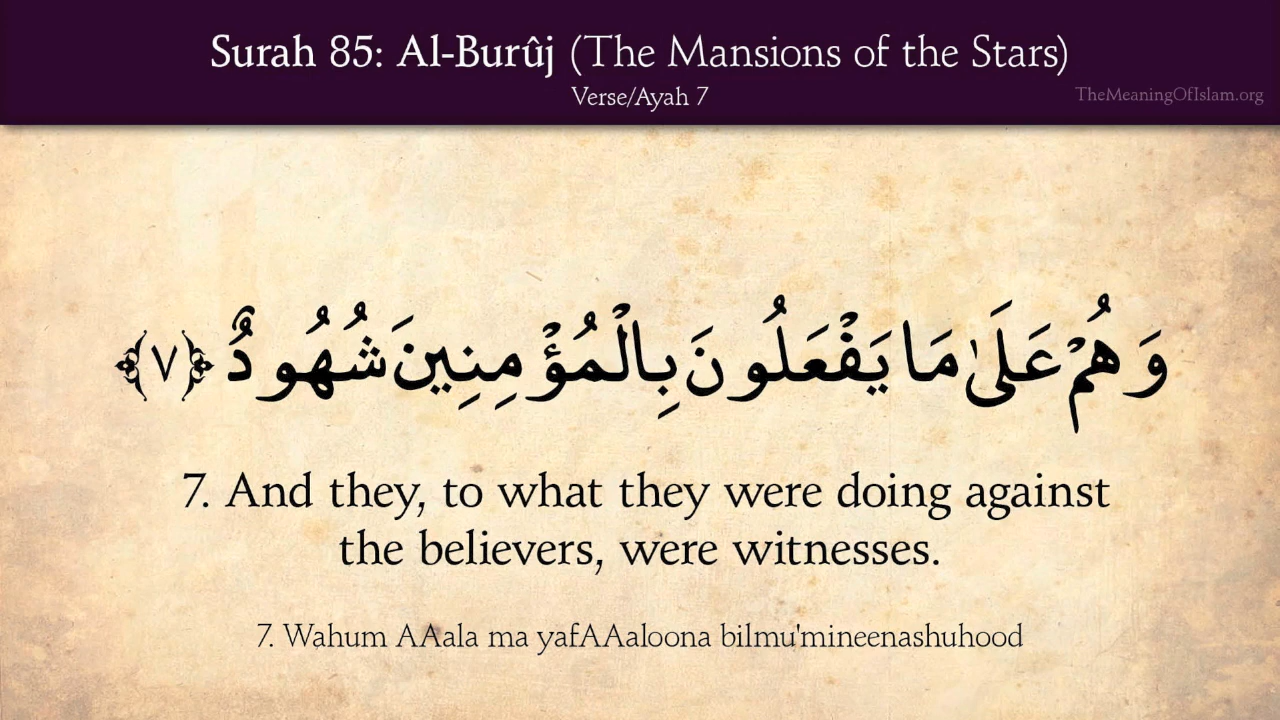 Surah 85: Al-Burûj (The Mansions of the Stars)
Verse/Ayah 7
TheMeaningOfIslam.org
وَهُمْ عَلَىٰ مَا يَفْعَلُونَ بِالْمُؤْمِنِينَ شُهُودٌ ﴿٧﴾
7. And they, to what they were doing against
the believers, were witnesses.
7. Wahum AAala ma yafAAaloona bilmu'mineenashuhood